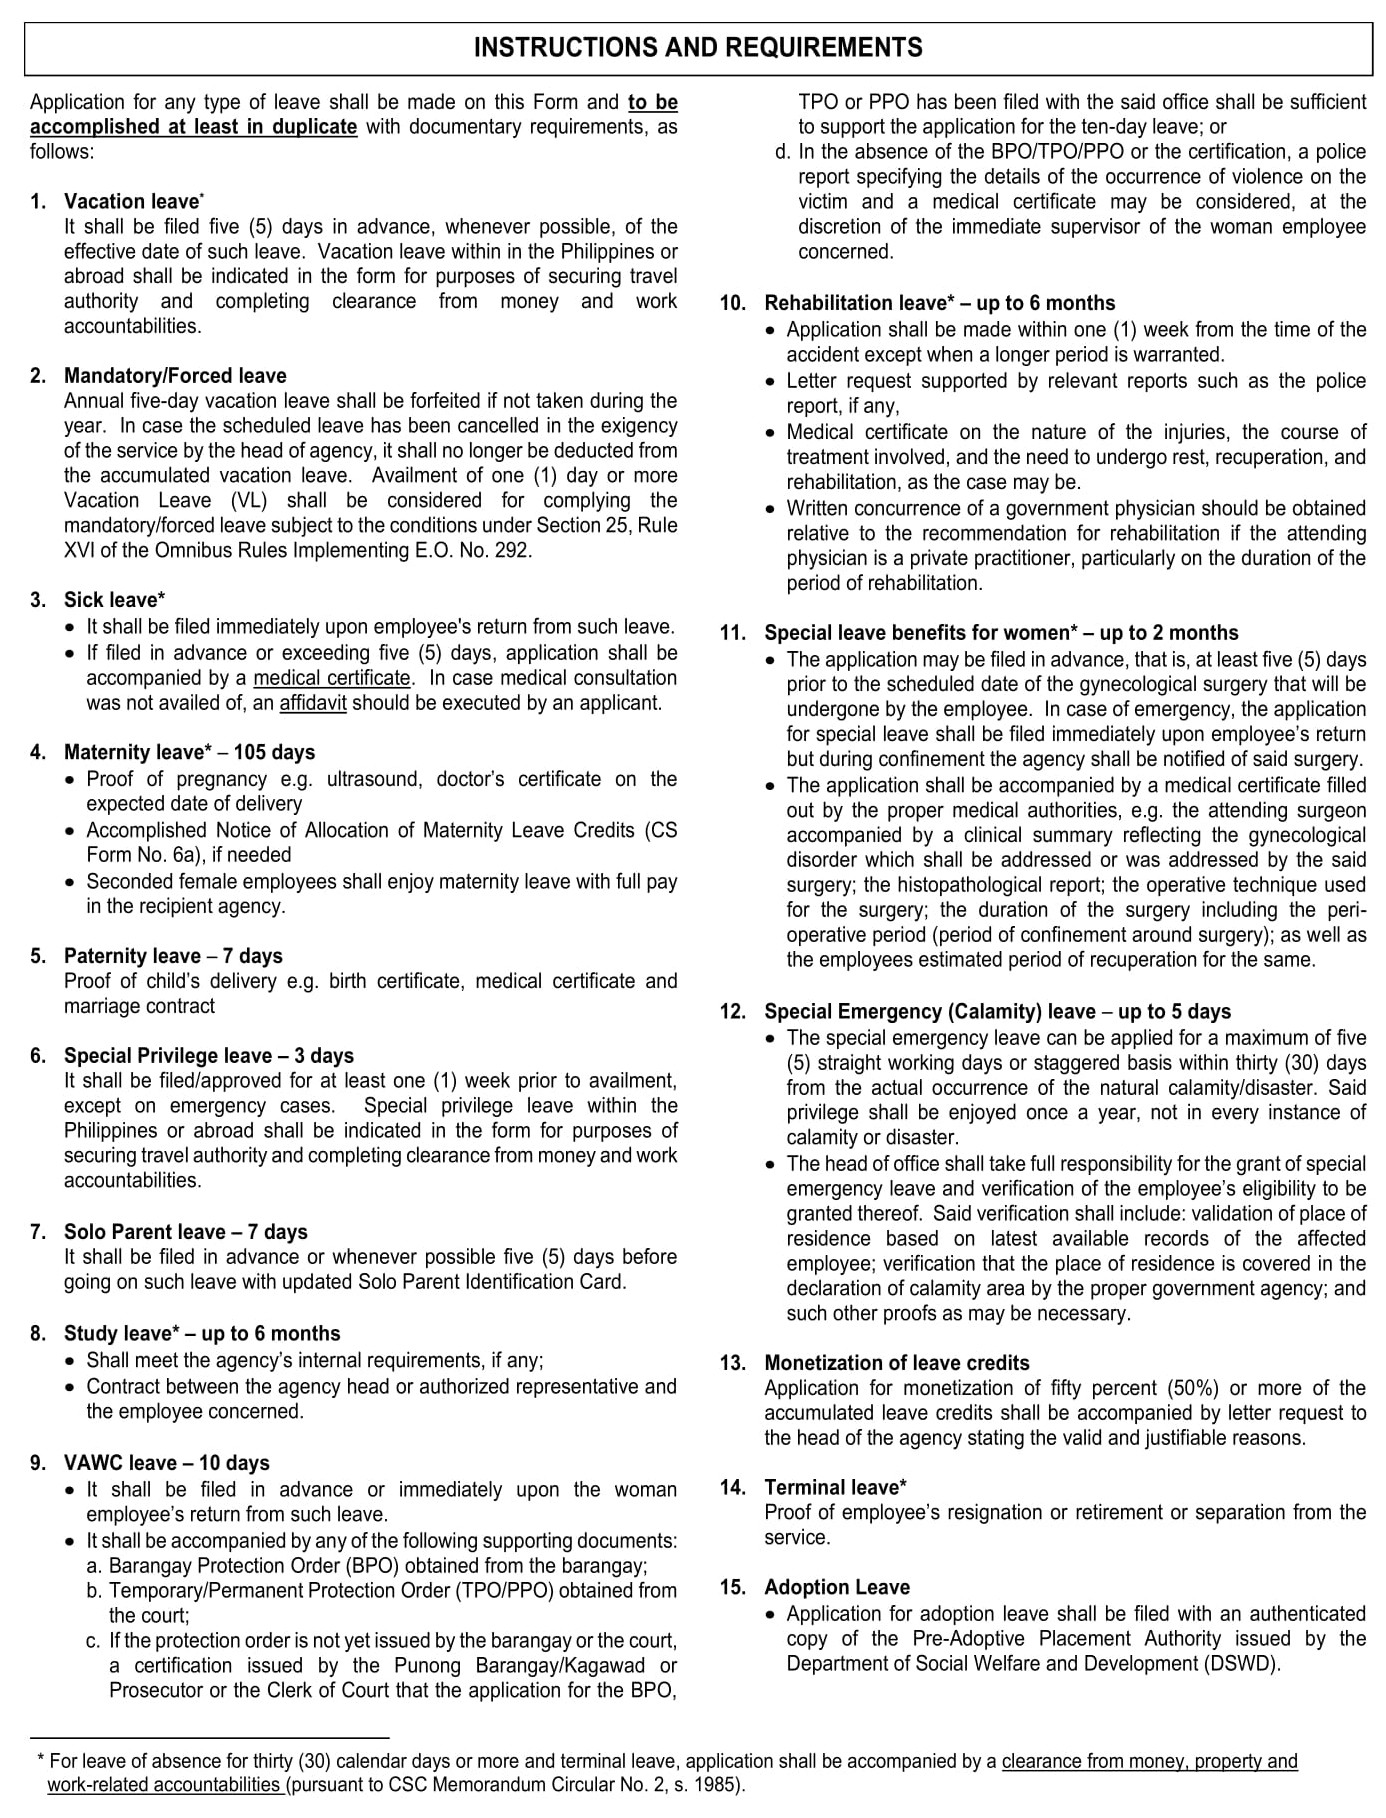 INSTRUCTIONS AND REQUIREMENTS
Application for any type of leave shall be made on this Form and to be
accomplished at least in duplicate with documentary requirements, as
follows:
1. Vacation leave*
It shall be filed five (5) days in advance, whenever possible, of the
effective date of such leave. Vacation leave within in the Philippines or
abroad shall be indicated in the form for purposes of securing travel
authority and completing clearance from money and work
accountabilities.
2. Mandatory/Forced leave
Annual five-day vacation leave shall be forfeited if not taken during the
year. In case the scheduled leave has been cancelled in the exigency
of the service by the head of agency, it shall no longer be deducted from
the accumulated vacation leave. Availment of one (1) day or more
Vacation Leave (VL) shall be considered for complying the
mandatory/forced leave subject to the conditions under Section 25, Rule
XVI of the Omnibus Rules Implementing E.O. No. 292.
3. Sick leave*
• It shall be filed immediately upon employee's return from such leave.
• If filed in advance or exceeding five (5) days, application shall be
accompanied by a medical certificate. In case medical consultation
was not availed of, an affidavit should be executed by an applicant.
4. Maternity leave* – 105 days
• Proof of pregnancy e.g. ultrasound, doctor's certificate on the
expected date of delivery
• Accomplished Notice of Allocation of Maternity Leave Credits (CS
Form No. 6a), if needed
• Seconded female employees shall enjoy maternity leave with full pay
in the recipient agency.
5. Paternity leave – 7 days
Proof of child's delivery e.g. birth certificate, medical certificate and
marriage contract
6. Special Privilege leave – 3 days
It shall be filed/approved for at least one (1) week prior to availment,
except on emergency cases. Special privilege leave within the
Philippines or abroad shall be indicated in the form for purposes of
securing travel authority and completing clearance from money and work
accountabilities.
7. Solo Parent leave – 7 days
It shall be filed in advance or whenever possible five (5) days before
going on such leave with updated Solo Parent Identification Card.
8. Study leave* – up to 6 months
• Shall meet the agency's internal requirements, if any;
• Contract between the agency head or authorized representative and
the employee concerned.
9. VAWC leave – 10 days
• It shall be filed in advance or immediately upon the woman
employee's return from such leave.
• It shall be accompanied by any of the following supporting documents:
a. Barangay Protection Order (BPO) obtained from the barangay;
b. Temporary/Permanent Protection Order (TPO/PPO) obtained from
the court;
c. If the protection order is not yet issued by the barangay or the court,
a certification issued by the Punong Barangay/Kagawad or
Prosecutor or the Clerk of Court that the application for the BPO,
TPO or PPO has been filed with the said office shall be sufficient
to support the application for the ten-day leave; or
d. In the absence of the BPO/TPO/PPO or the certification, a police
report specifying the details of the occurrence of violence on the
victim and a medical certificate may be considered, at the
discretion of the immediate supervisor of the woman employee
concerned.
10. Rehabilitation leave* – up to 6 months
• Application shall be made within one (1) week from the time of the
accident except when a longer period is warranted.
• Letter request supported by relevant reports such as the police
report, if any,
• Medical certificate on the nature of the injuries, the course of
treatment involved, and the need to undergo rest, recuperation, and
rehabilitation, as the case may be.
• Written concurrence of a government physician should be obtained
relative to the recommendation for rehabilitation if the attending
physician is a private practitioner, particularly on the duration of the
period of rehabilitation.
11. Special leave benefits for women* – up to 2 months
• The application may be filed in advance, that is, at least five (5) days
prior to the scheduled date of the gynecological surgery that will be
undergone by the employee. In case of emergency, the application
for special leave shall be filed immediately upon employee's return
but during confinement the agency shall be notified of said surgery.
• The application shall be accompanied by a medical certificate filled
out by the proper medical authorities, e.g. the attending surgeon
accompanied by a clinical summary reflecting the gynecological
disorder which shall be addressed or was addressed by the said
surgery; the histopathological report; the operative technique used
for the surgery; the duration of the surgery including the peri-
operative period (period of confinement around surgery); as well as
the employees estimated period of recuperation for the same.
12. Special Emergency (Calamity) leave – up to 5 days
• The special emergency leave can be applied for a maximum of five
(5) straight working days or staggered basis within thirty (30) days
from the actual occurrence of the natural calamity/disaster. Said
privilege shall be enjoyed once a year, not in every instance of
calamity or disaster.
• The head of office shall take full responsibility for the grant of special
emergency leave and verification of the employee's eligibility to be
granted thereof. Said verification shall include: validation of place of
residence based on latest available records of the affected
employee; verification that the place of residence is covered in the
declaration of calamity area by the proper government agency; and
such other proofs as may be necessary.
13. Monetization of leave credits
Application for monetization of fifty percent (50%) or more of the
accumulated leave credits shall be accompanied by letter request to
the head of the agency stating the valid and justifiable reasons.
14. Terminal leave*
Proof of employee's resignation or retirement or separation from the
service.
15. Adoption Leave
• Application for adoption leave shall be filed with an authenticated
copy of the Pre-Adoptive Placement Authority issued by the
Department of Social Welfare and Development (DSWD).
* For leave of absence for thirty (30) calendar days or more and terminal leave, application shall be accompanied by a clearance from money, property and
work-related accountabilities (pursuant to CSC Memorandum Circular No. 2, s. 1985).